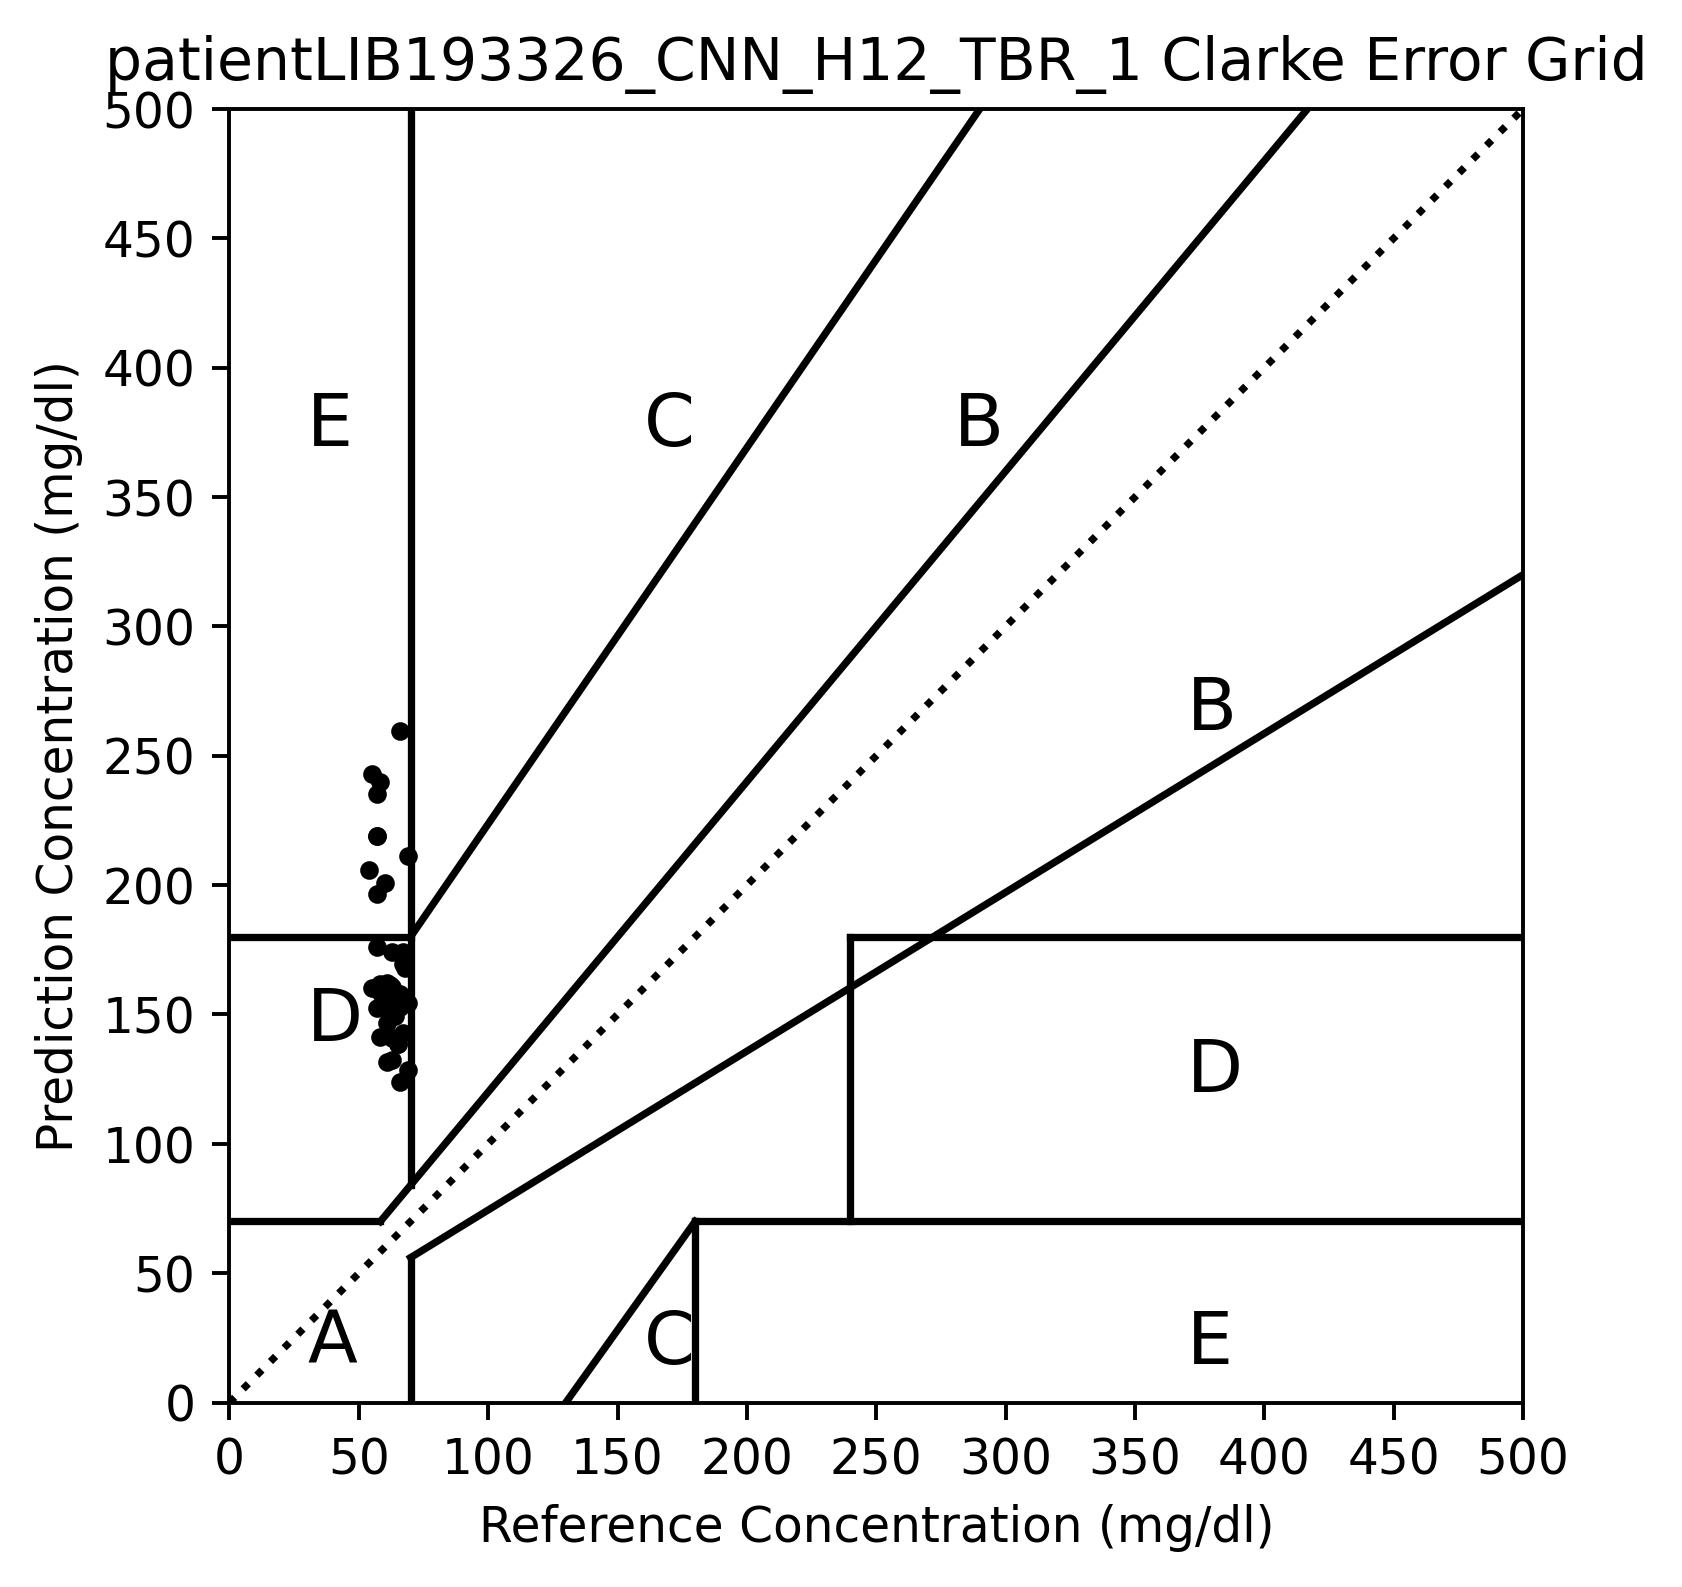 patientLIB193326_CNN_H12_TBR_1 Clarke Error Grid
Prediction Concentration (mg/dl)
500
450
400
350
300
250
200
150
100
50
0
E
C
B
B
D
D
A
C
E
0 50 100 150 200 250 300 350 400 450 500
Reference Concentration (mg/dl)